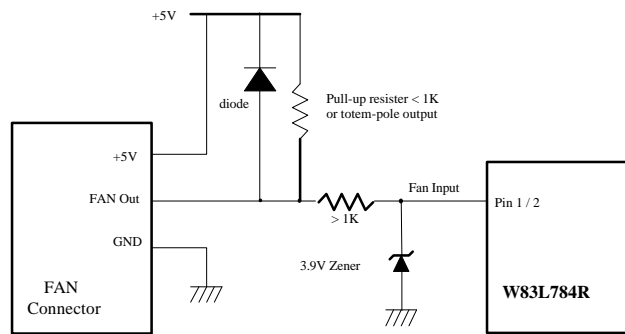 +5V
diode
Pull-up resister < 1K
or totem-pole output
+5V
FAN Out
Fan Input
Pin 1 / 2
> 1K
GND
3.9V Zener
FAN
Connector
W83L784R